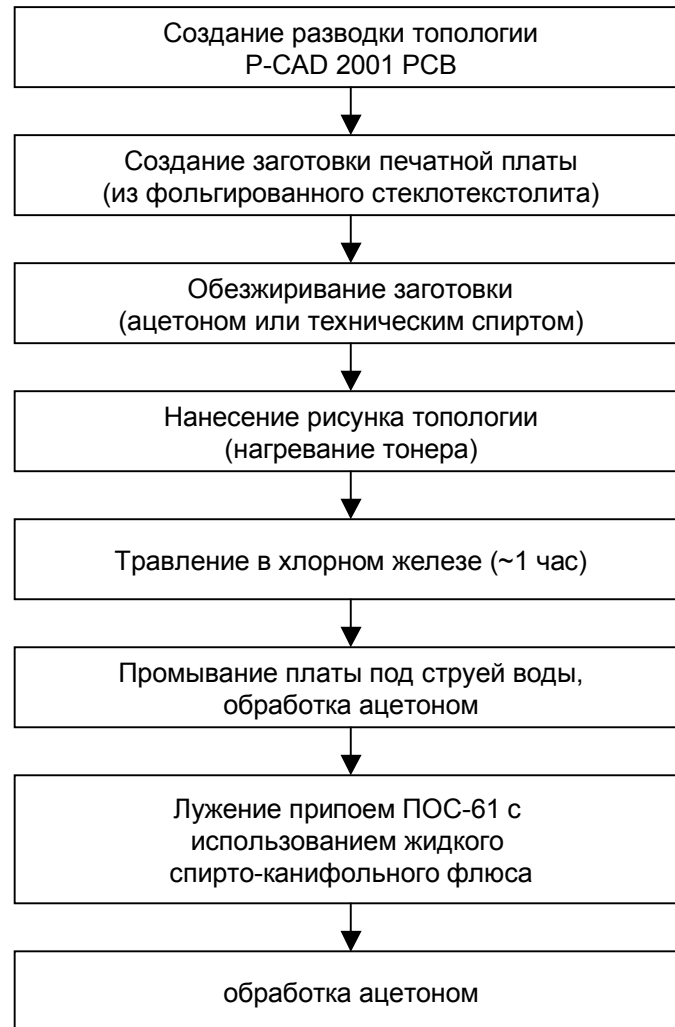 Создание разводки топологии
P-CAD 2001 PCB
Создание заготовки печатной платы
(из фольгированного стеклотекстолита)
Обезжиривание заготовки
(ацетоном или техническим спиртом)
Нанесение рисунка топологии
(нагревание тонера)
Травление в хлорном железе (~1 час)
Промывание платы под струей воды,
обработка ацетоном
Лужение припоем ПОС-61 с
использованием жидкого
спирто-канифольного флюса
обработка ацетоном